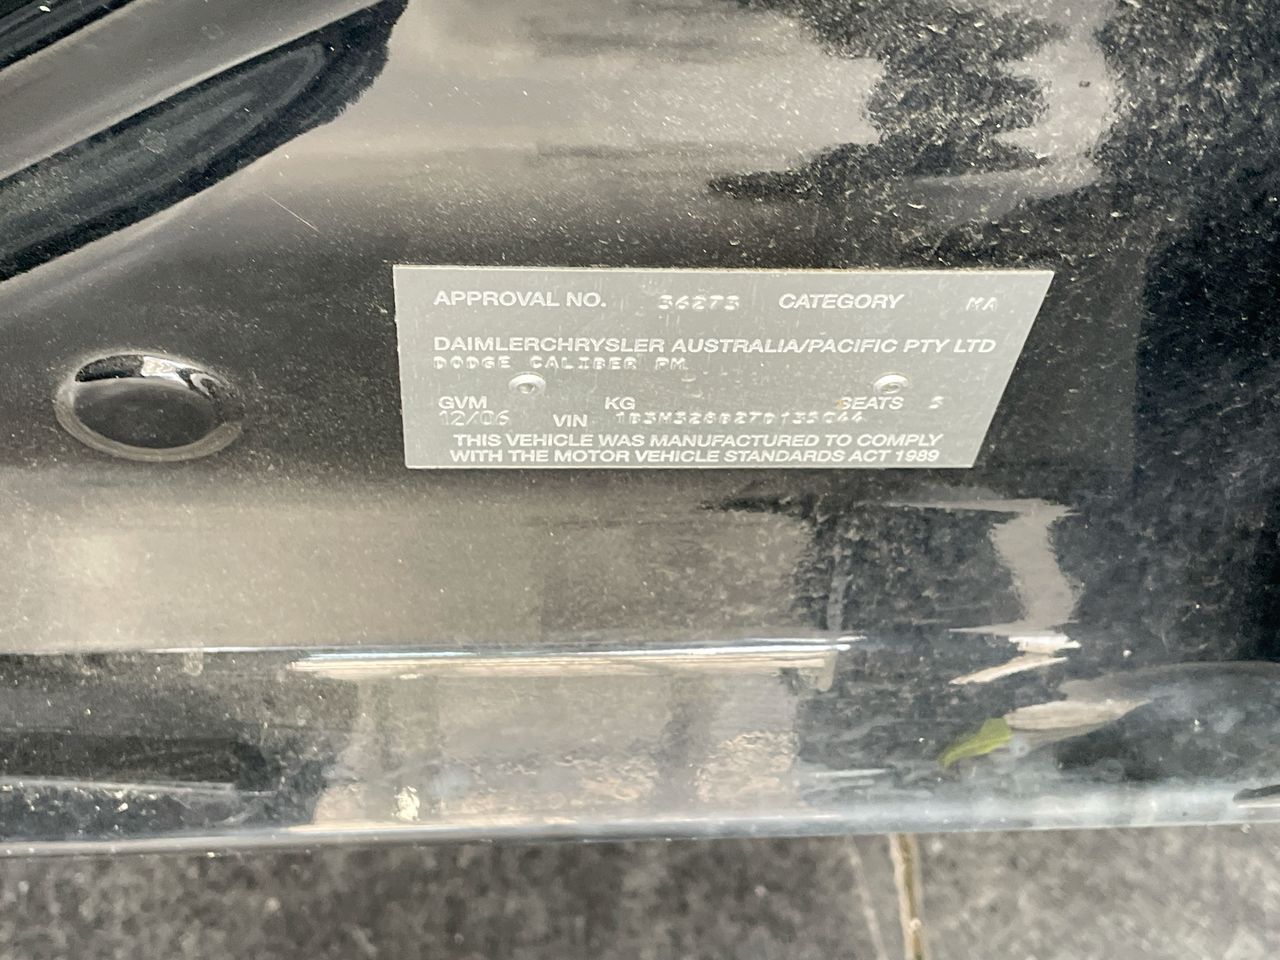 APPROVAL NO. 36273 CATEGORY MA
DAIMLERCHRYSLER AUSTRALIA/PACIFIC PTY LTD
DODGE CALIBER PM
GVM KG SEATS 5
12/06 VIN
THIS VEHICLE WAS MANUFACTURED TO COMPLY
WITH THE MOTOR VEHICLE STANDARDS ACT 1989